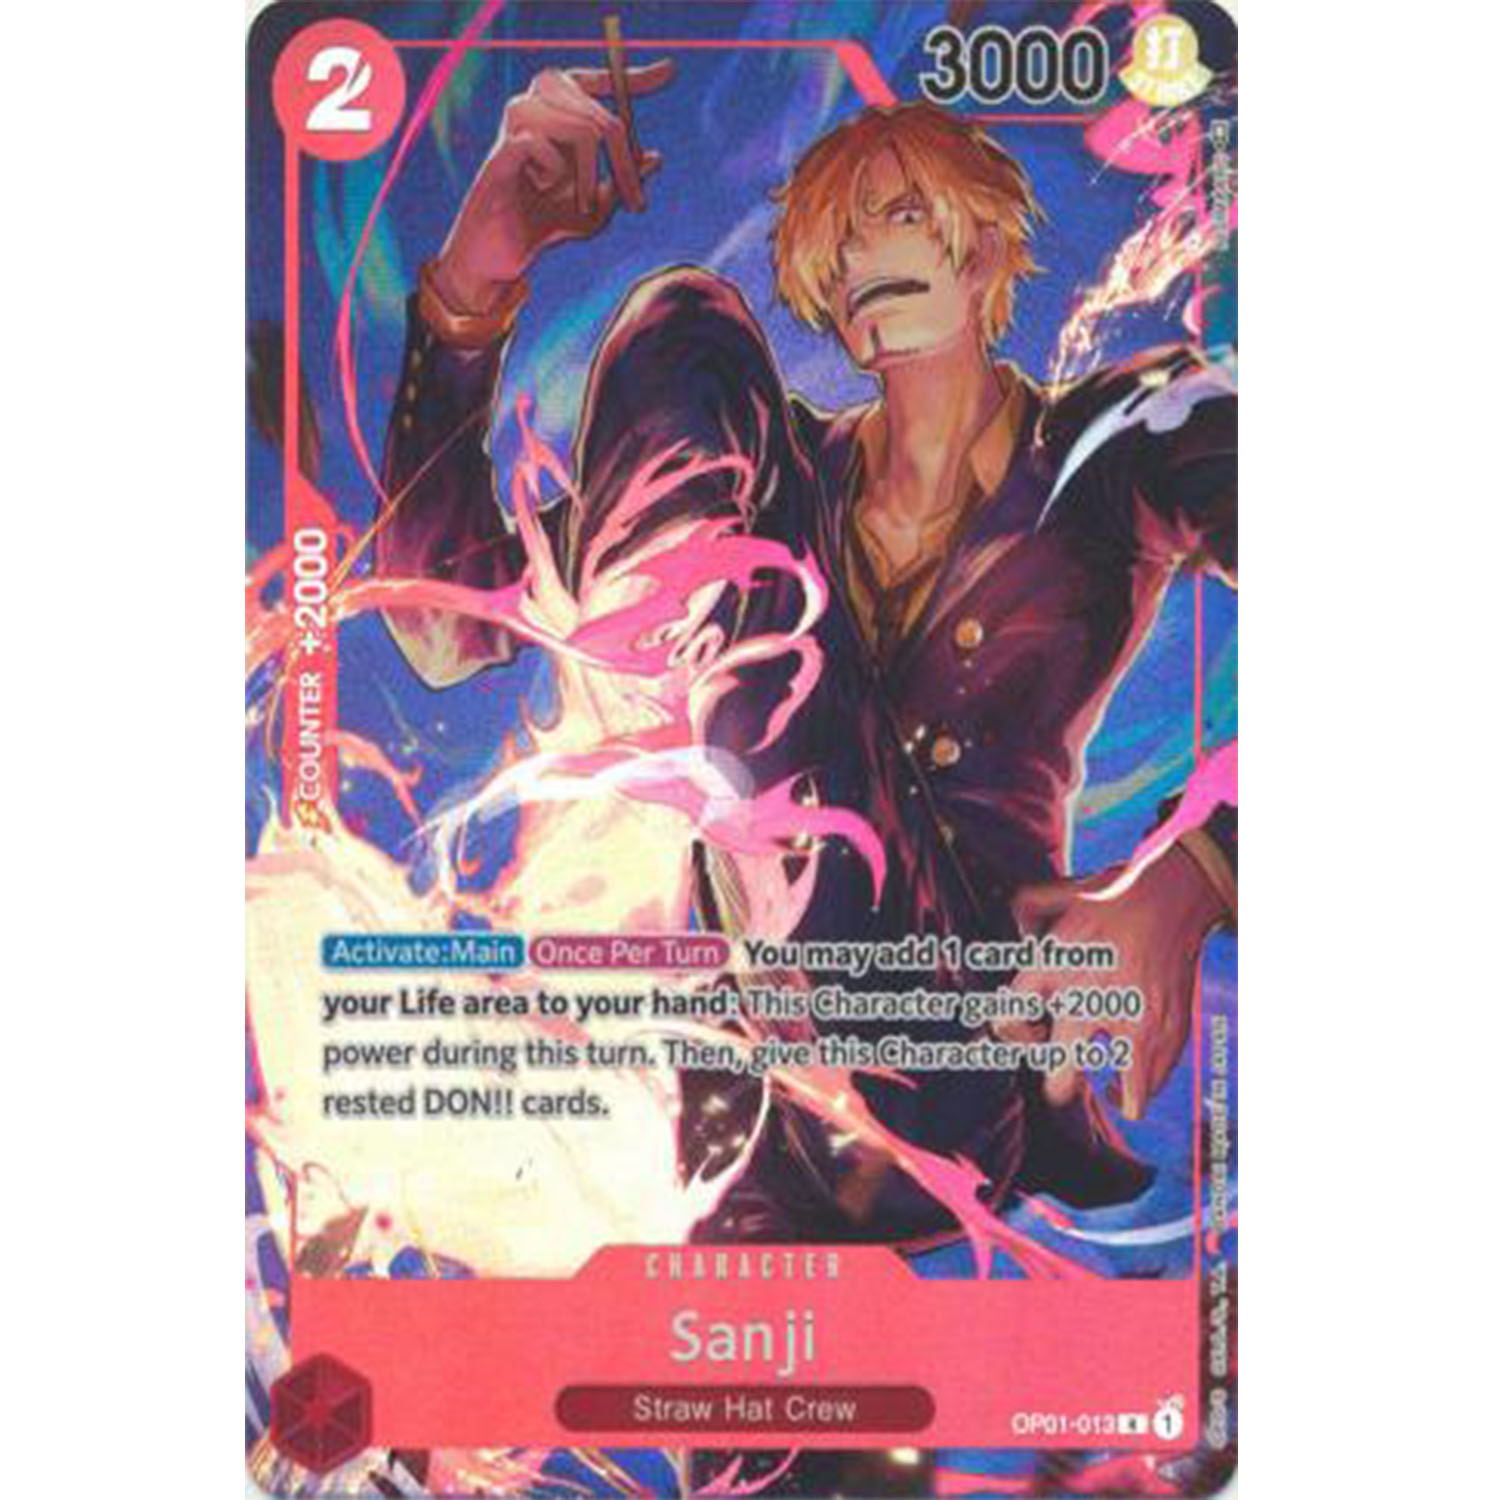 2
3000
打
COUNTER +2000
Activate:Main Once Per Turn You may add 1 card from
your Life area to your hand: This Character gains +2000
power during this turn. Then, give this Character up to 2
rested DON!! cards.
CHARACTER
Sanji
Straw Hat Crew
OP01-013 R 1